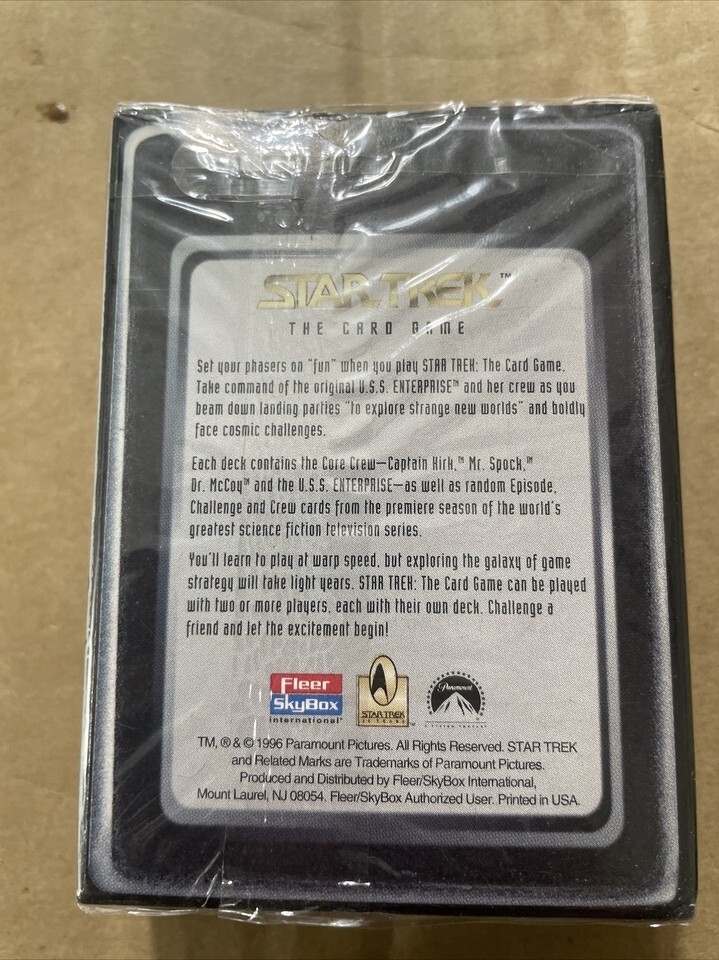 STAR TREK™
THE CARD GAME
Set your phasers on "fun" when you play STAR TREK: The Card Game.
Take command of the original U.S.S. ENTERPRISE™ and her crew as you
beam down landing parties "to explore strange new worlds" and boldly
face cosmic challenges.
Each deck contains the Core Crew—Captain Kirk,™ Mr. Spock,™
Dr. McCoy™ and the U.S.S. ENTERPRISE—as well as random Episode,
Challenge and Crew cards from the premiere season of the world's
greatest science fiction television series.
You'll learn to play at warp speed, but exploring the galaxy of game
strategy will take light years. STAR TREK: The Card Game can be played
with two or more players, each with their own deck. Challenge a
friend and let the excitement begin!
Fleer
SkyBox
international®
STAR TREK
30 YEARS
Paramount
TM, ® & © 1996 Paramount Pictures. All Rights Reserved. STAR TREK
and Related Marks are Trademarks of Paramount Pictures.
Produced and Distributed by Fleer/SkyBox International,
Mount Laurel, NJ 08054. Fleer/SkyBox Authorized User. Printed in USA.